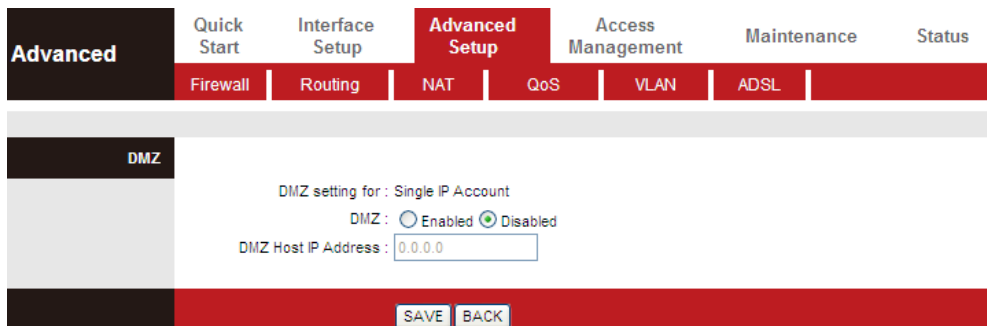 Advanced
Quick Start
Interface Setup
Advanced Setup
Access Management
Maintenance
Status
Firewall
Routing
NAT
QoS
VLAN
ADSL
DMZ
DMZ setting for : Single IP Account
DMZ : Enabled Disabled
DMZ Host IP Address : 0.0.0.0
SAVE BACK